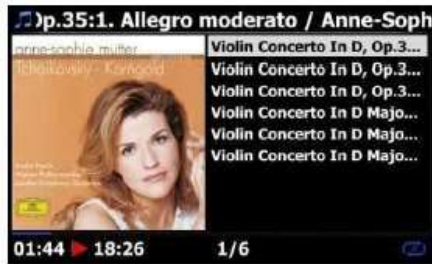 Op.35:1. Allegro moderato / Anne-Soph
anne-sophie mutter
Tchaikovsky - Korngold
Violin Concerto In D, Op.3...
Violin Concerto In D, Op.3...
Violin Concerto In D, Op.3...
Violin Concerto In D Majo...
Violin Concerto In D Majo...
Violin Concerto In D Majo...
01:44 18:26 1/6